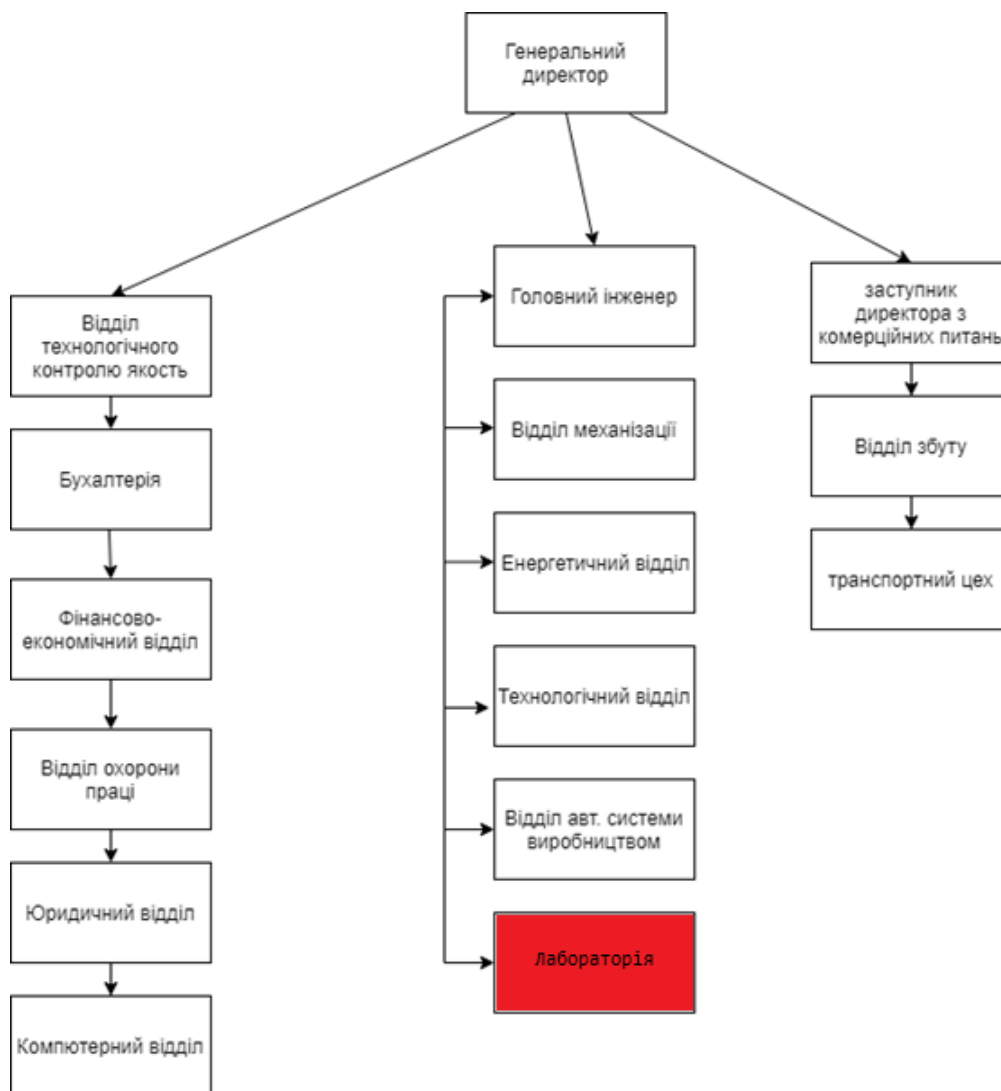 Генеральний
директор
Відділ
технологічного
контролю якость
Бухалтерія
Фінансово-
економічний відділ
Відділ охорони
праці
Юридичний відділ
Компютерний відділ
Головний інженер
Відділ механізації
Енергетичний відділ
Технологічний відділ
Відділ авт. системи
виробництвом
Лабораторія
заступник
директора з
комерційних питань
Відділ збуту
транспортний цех